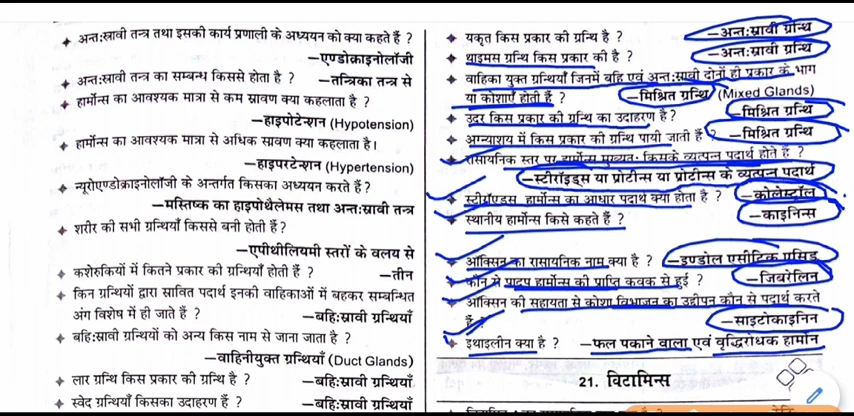 अन्त:स्रावी तन्त्र तथा इसकी कार्य प्रणाली के अध्ययन को क्या कहते हैं ?
—एण्डोक्राइनोलॉजी
अन्त:स्रावी तन्त्र का सम्बन्ध किससे होता है ? —तन्त्रिका तन्त्र से
हार्मोन्स का आवश्यक मात्रा से कम स्रावण क्या कहलाता है ?
—हाइपोटेन्शन (Hypotension)
हार्मोन्स का आवश्यक मात्रा से अधिक स्रावण क्या कहलाता है।
—हाइपरटेन्शन (Hypertension)
न्यूरोएण्डोक्राइनोलॉजी के अन्तर्गत किसका अध्ययन करते हैं?
—मस्तिष्क का हाइपोथैलेमस तथा अन्त:स्रावी तन्त्र
शरीर की सभी ग्रन्थियाँ किससे बनी होती हैं?
—एपीथीलियमी स्तरों के वलय से
कशेरुकियों में कितने प्रकार की ग्रन्थियाँ होती हैं ? —तीन
किन ग्रन्थियों द्वारा स्रावित पदार्थ इनकी वाहिकाओं में बहकर सम्बन्धित
अंग विशेष में ही जाते हैं ? —बहि:स्रावी ग्रन्थियाँ
बहि:स्रावी ग्रन्थियों को अन्य किस नाम से जाना जाता है ?
—वाहिनीयुक्त ग्रन्थियाँ (Duct Glands)
लार ग्रन्थि किस प्रकार की ग्रन्थि है ? —बहि:स्रावी ग्रन्थियाँ
स्वेद ग्रन्थियाँ किसका उदाहरण हैं ? —बहि:स्रावी ग्रन्थियाँ
यकृत किस प्रकार की ग्रन्थि है ? —अन्त:स्रावी ग्रन्थि
थाइमस ग्रन्थि किस प्रकार की है ? —अन्त:स्रावी ग्रन्थि
वाहिका युक्त ग्रन्थियाँ जिनमें बहि एवं अन्त:स्रावी दोनों ही प्रकार के भाग
या कोशाएँ होती हैं ? —मिश्रित ग्रन्थि (Mixed Glands)
उदर किस प्रकार की ग्रन्थि का उदाहरण है? —मिश्रित ग्रन्थि
अग्न्याशय में किस प्रकार की ग्रन्थि पायी जाती हैं ? —मिश्रित ग्रन्थि
रासायनिक स्तर पर हार्मोन्स मुख्यत: किसके व्युत्पन्न पदार्थ होते हैं ?
—स्टीरॉइड्स या प्रोटीन्स या प्रोटीन्स के व्युत्पन्न पदार्थ
स्टीरॉएड्स हार्मोन्स का आधार पदार्थ क्या होता है ? —कोलेस्ट्रॉल
स्थानीय हार्मोन्स किसे कहते हैं ? —काइनिन्स
ऑक्सिन का रासायनिक नाम क्या है ? —इण्डोल एसीटिक एसिड
कौन से पादप हार्मोन्स की प्राप्ति कवक से हुई ? —जिबरेलिन
ऑक्सिन की सहायता से कोशा विभाजन का उद्दीपन कौन से पदार्थ करते
हैं —साइटोकाइनिन
इथाइलीन क्या है ? —फल पकाने वाला एवं वृद्धिरोधक हार्मोन
21. विटामिन्स